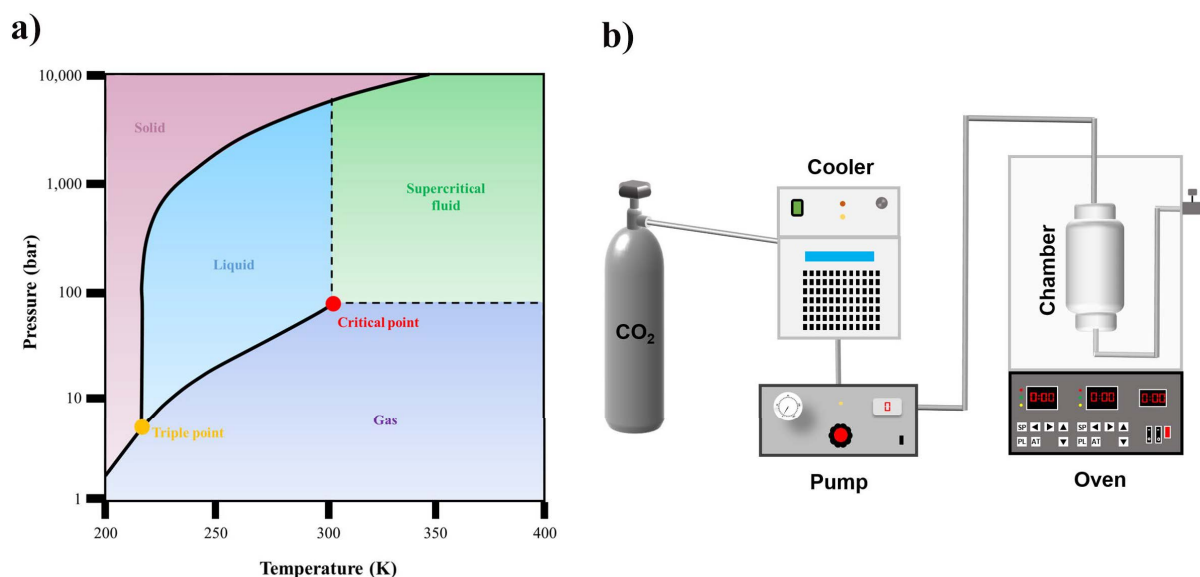 a)
10,000
1,000
100
10
1
Pressure (bar)
200
250
300
350
400
Temperature (K)
Solid
Liquid
Supercritical
fluid
Critical point
Gas
Triple point
b)
Cooler
CO₂
Pump
0
Chamber
0:00 0:00 0:00
SP SP
PL AT PL AT
Oven